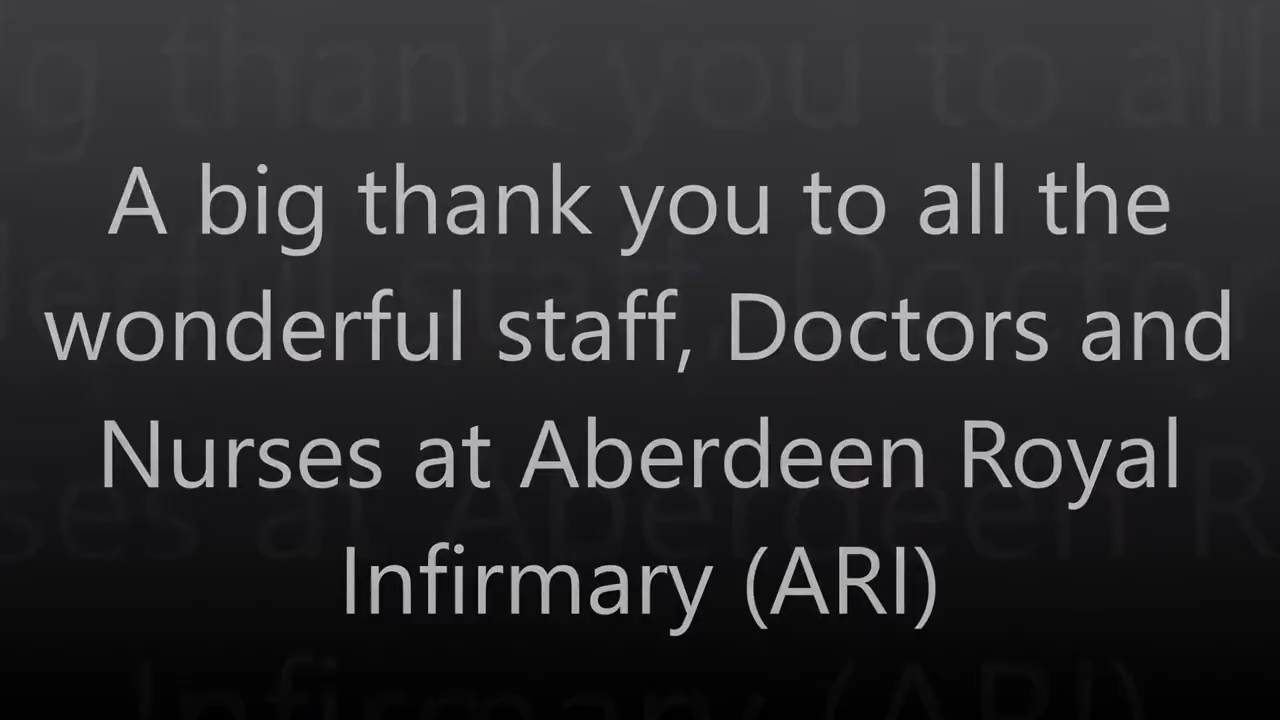 A big thank you to all the
wonderful staff, Doctors and
Nurses at Aberdeen Royal
Infirmary (ARI)